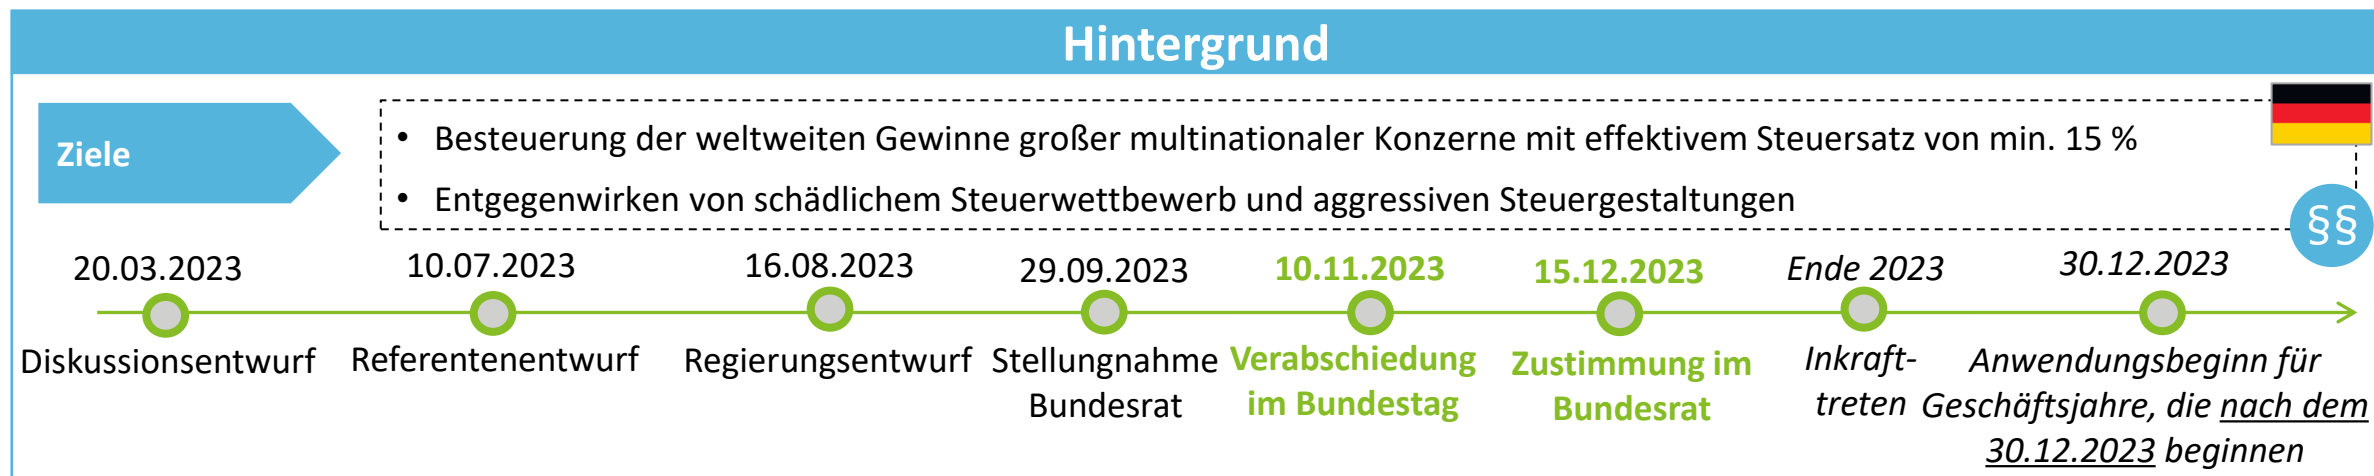 Hintergrund
Ziele
• Besteuerung der weltweiten Gewinne großer multinationaler Konzerne mit effektivem Steuersatz von min. 15 %
• Entgegenwirken von schädlichem Steuerwettbewerb und aggressiven Steuergestaltungen
§§
20.03.2023
Diskussionsentwurf
10.07.2023
Referentenentwurf
16.08.2023
Regierungsentwurf
29.09.2023
Stellungnahme
Bundesrat
10.11.2023
Verabschiedung
im Bundestag
15.12.2023
Zustimmung im
Bundesrat
Ende 2023
Inkraft-
treten
30.12.2023
Anwendungsbeginn für
Geschäftsjahre, die nach dem
30.12.2023 beginnen